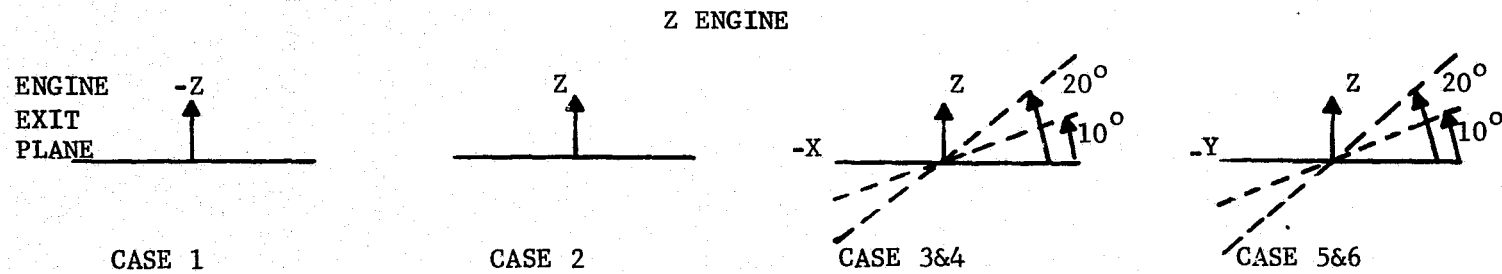 Z ENGINE
ENGINE
EXIT
PLANE
-Z
Z
-X
Z
20°
10°
-Y
Z
20°
10°
CASE 1
CASE 2
CASE 3&4
CASE 5&6